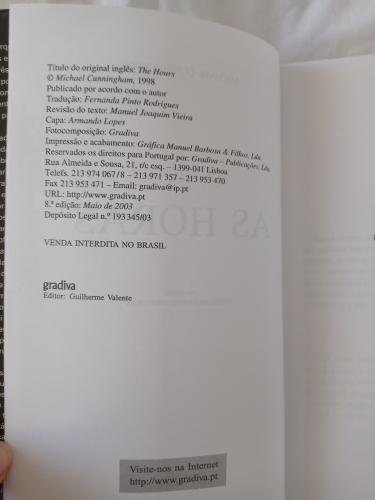 Título do original inglês: The Hours
© Michael Cunningham, 1998
Publicado por acordo com o autor
Tradução: Fernanda Pinto Rodrigues
Revisão do texto: Manuel Joaquim Vieira
Capa: Armando Lopes
Fotocomposição: Gradiva
Impressão e acabamento: Gráfica Manuel Barbosa & Filhos, Lda.
Reservados os direitos para Portugal por: Gradiva – Publicações, Lda.
Rua Almeida e Sousa, 21, r/c esq. – 1399-041 Lisboa
Telefs. 213 974 067/8 – 213 971 357 – 213 953 470
Fax 213 953 471 – Email: gradiva@ip.pt
URL: http://www.gradiva.pt
8.ª edição: Maio de 2003
Depósito Legal n.º 193 345/03
VENDA INTERDITA NO BRASIL
gradiva
Editor: Guilherme Valente
Visite-nos na Internet
http://www.gradiva.pt
AS HORAS